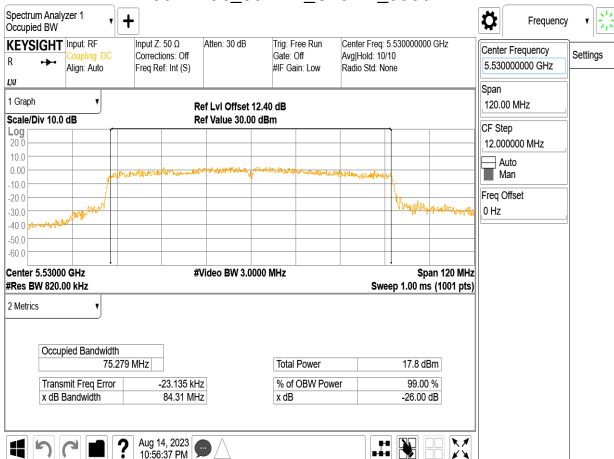 Spectrum Analyzer 1
Occupied BW
Frequency
KEYSIGHT
R
Input: RF
Coupling: DC
Align: Auto
Input Z: 50 Ω
Corrections: Off
Freq Ref: Int (S)
Atten: 30 dB
Trig: Free Run
Gate: Off
#IF Gain: Low
Center Freq: 5.530000000 GHz
Avg|Hold: 10/10
Radio Std: None
Center Frequency
5.530000000 GHz
Settings
Span
120.00 MHz
CF Step
12.000000 MHz
Auto
Man
Freq Offset
0 Hz
1 Graph
Scale/Div 10.0 dB
Ref Lvl Offset 12.40 dB
Ref Value 30.00 dBm
Log
20.0
10.0
0.00
-10.0
-20.0
-30.0
-40.0
-50.0
-60.0
Center 5.53000 GHz
#Video BW 3.0000 MHz
Span 120 MHz
#Res BW 820.00 kHz
Sweep 1.00 ms (1001 pts)
2 Metrics
Occupied Bandwidth
75.279 MHz
Total Power 17.8 dBm
Transmit Freq Error -23.135 kHz
% of OBW Power 99.00 %
x dB Bandwidth 84.31 MHz
x dB -26.00 dB
Aug 14, 2023
10:56:37 PM